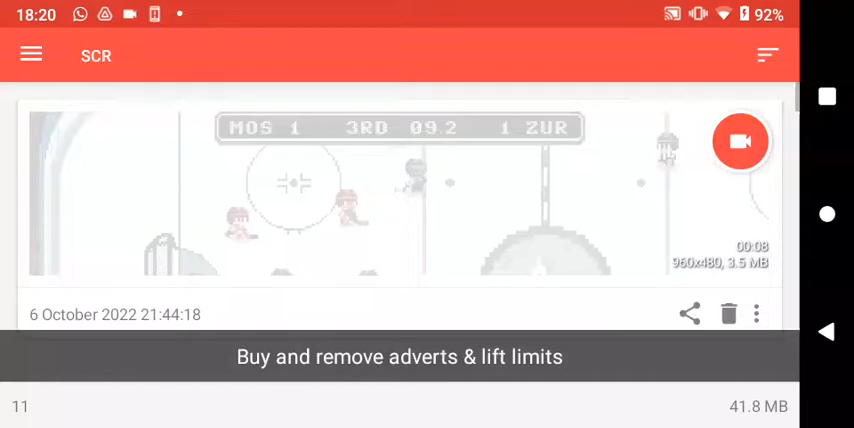 18:20 92%
SCR
MOS 1 3RD 09.2 1 ZUR
00:08
960x480, 3.5 MB
6 October 2022 21:44:18
Buy and remove adverts & lift limits
11 41.8 MB